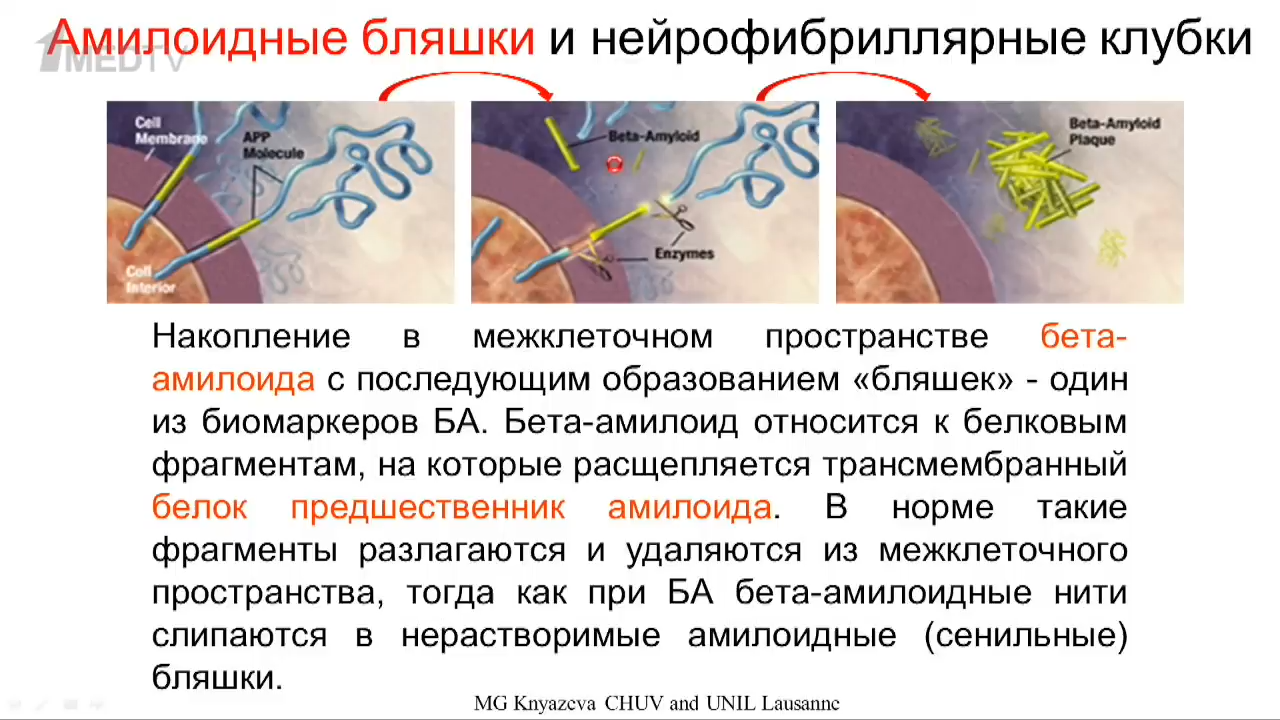 Амилоидные бляшки и нейрофибриллярные клубки
1MEDTV
Cell
Membrane
APP
Molecule
Cell
Interior
Beta-Amyloid
Enzymes
Beta-Amyloid
Plaque
Накопление в межклеточном пространстве бета-
амилоида с последующим образованием «бляшек» - один
из биомаркеров БА. Бета-амилоид относится к белковым
фрагментам, на которые расщепляется трансмембранный
белок предшественник амилоида. В норме такие
фрагменты разлагаются и удаляются из межклеточного
пространства, тогда как при БА бета-амилоидные нити
слипаются в нерастворимые амилоидные (сенильные)
бляшки.
MG Knyazeva CHUV and UNIL Lausanne